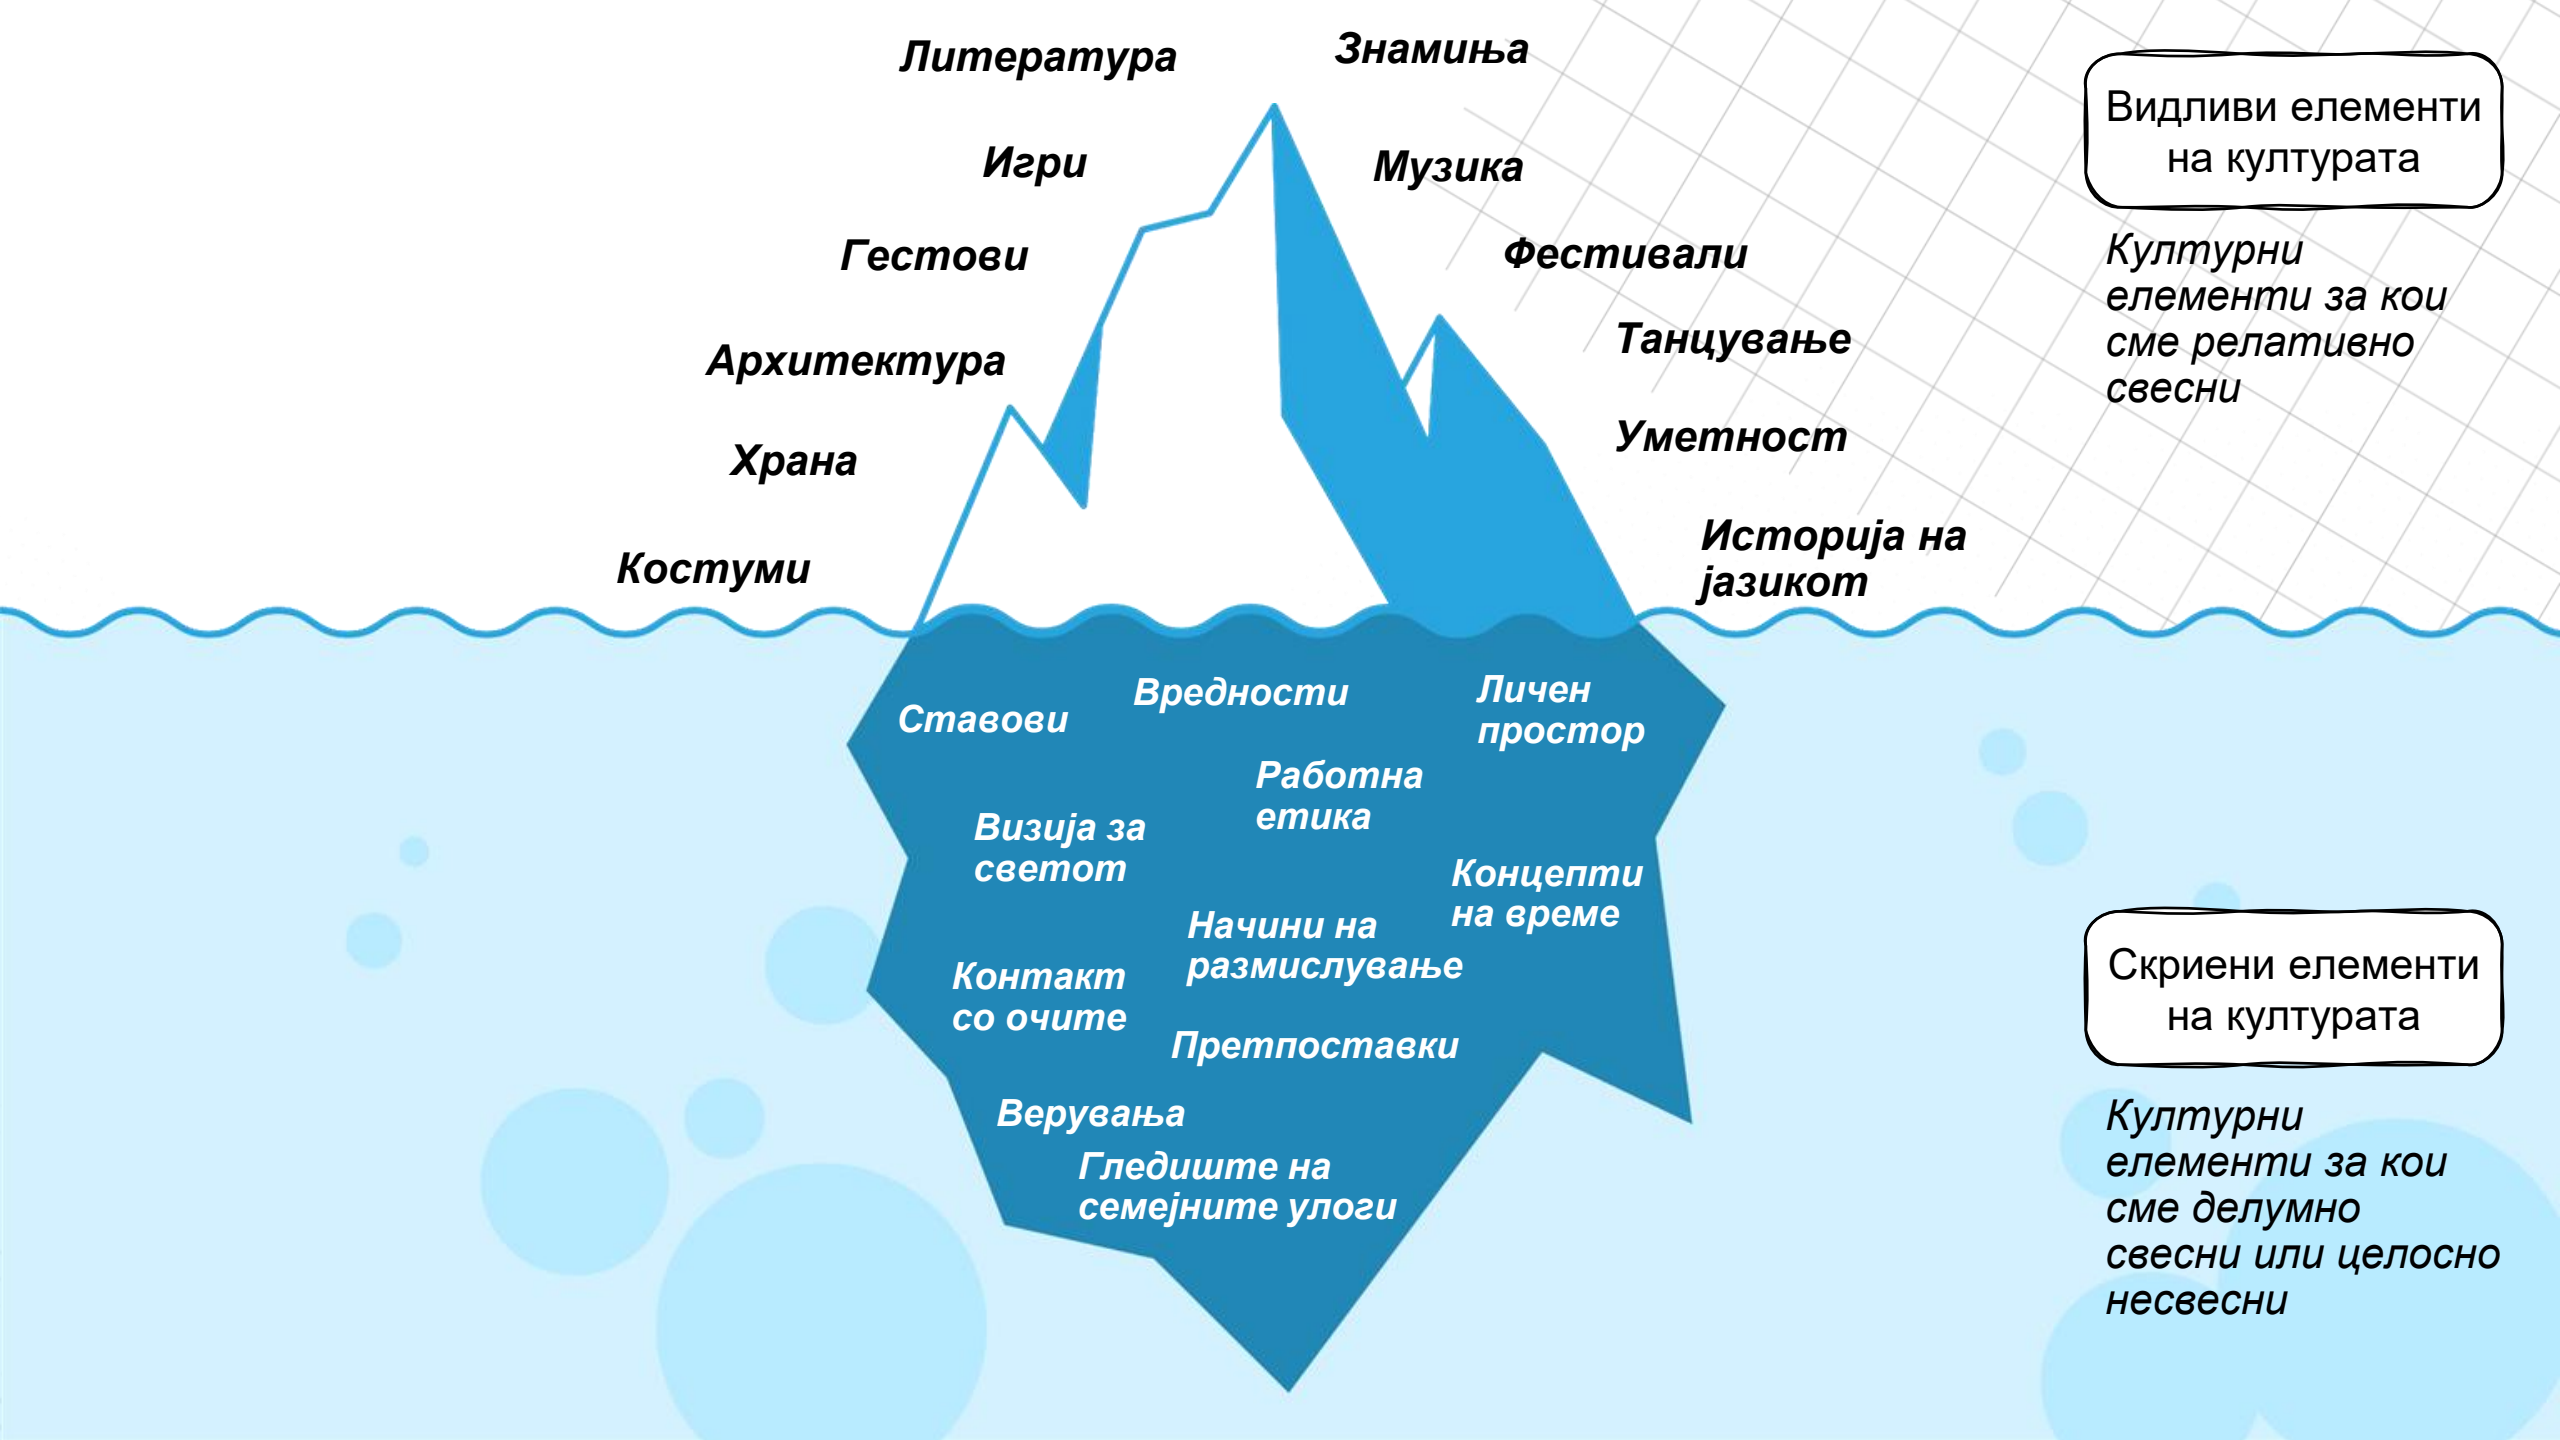 Литература
Знамиња
Игри
Музика
Гестови
Фестивали
Архитектура
Танцување
Храна
Уметност
Костуми
Историја на
јазикот
Видливи елементи
на културата
Културни
елементи за кои
сме релативно
свесни
Ставови
Вредности
Личен
простор
Работна
етика
Визија за
светот
Концепти
на време
Начини на
размислување
Контакт
со очите
Претпоставки
Верувања
Гледиште на
семејните улоги
Скриени елементи
на културата
Културни
елементи за кои
сме делумно
свесни или целосно
несвесни